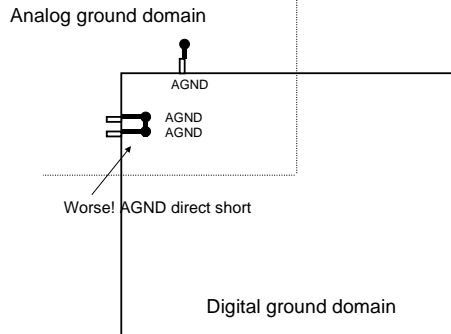 Analog ground domain
AGND
AGND
AGND
Worse! AGND direct short
Digital ground domain